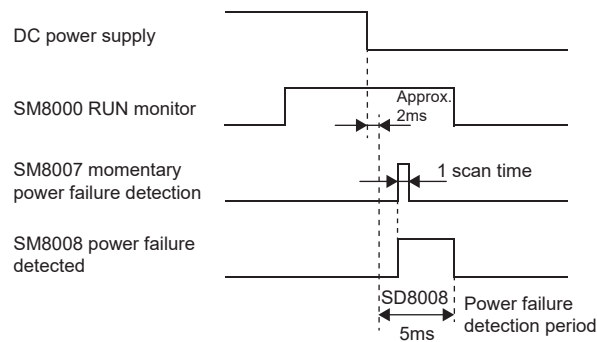 DC power supply
SM8000 RUN monitor
Approx.
2ms
SM8007 momentary
power failure detection
1 scan time
SM8008 power failure
detected
SD8008
5ms
Power failure
detection period